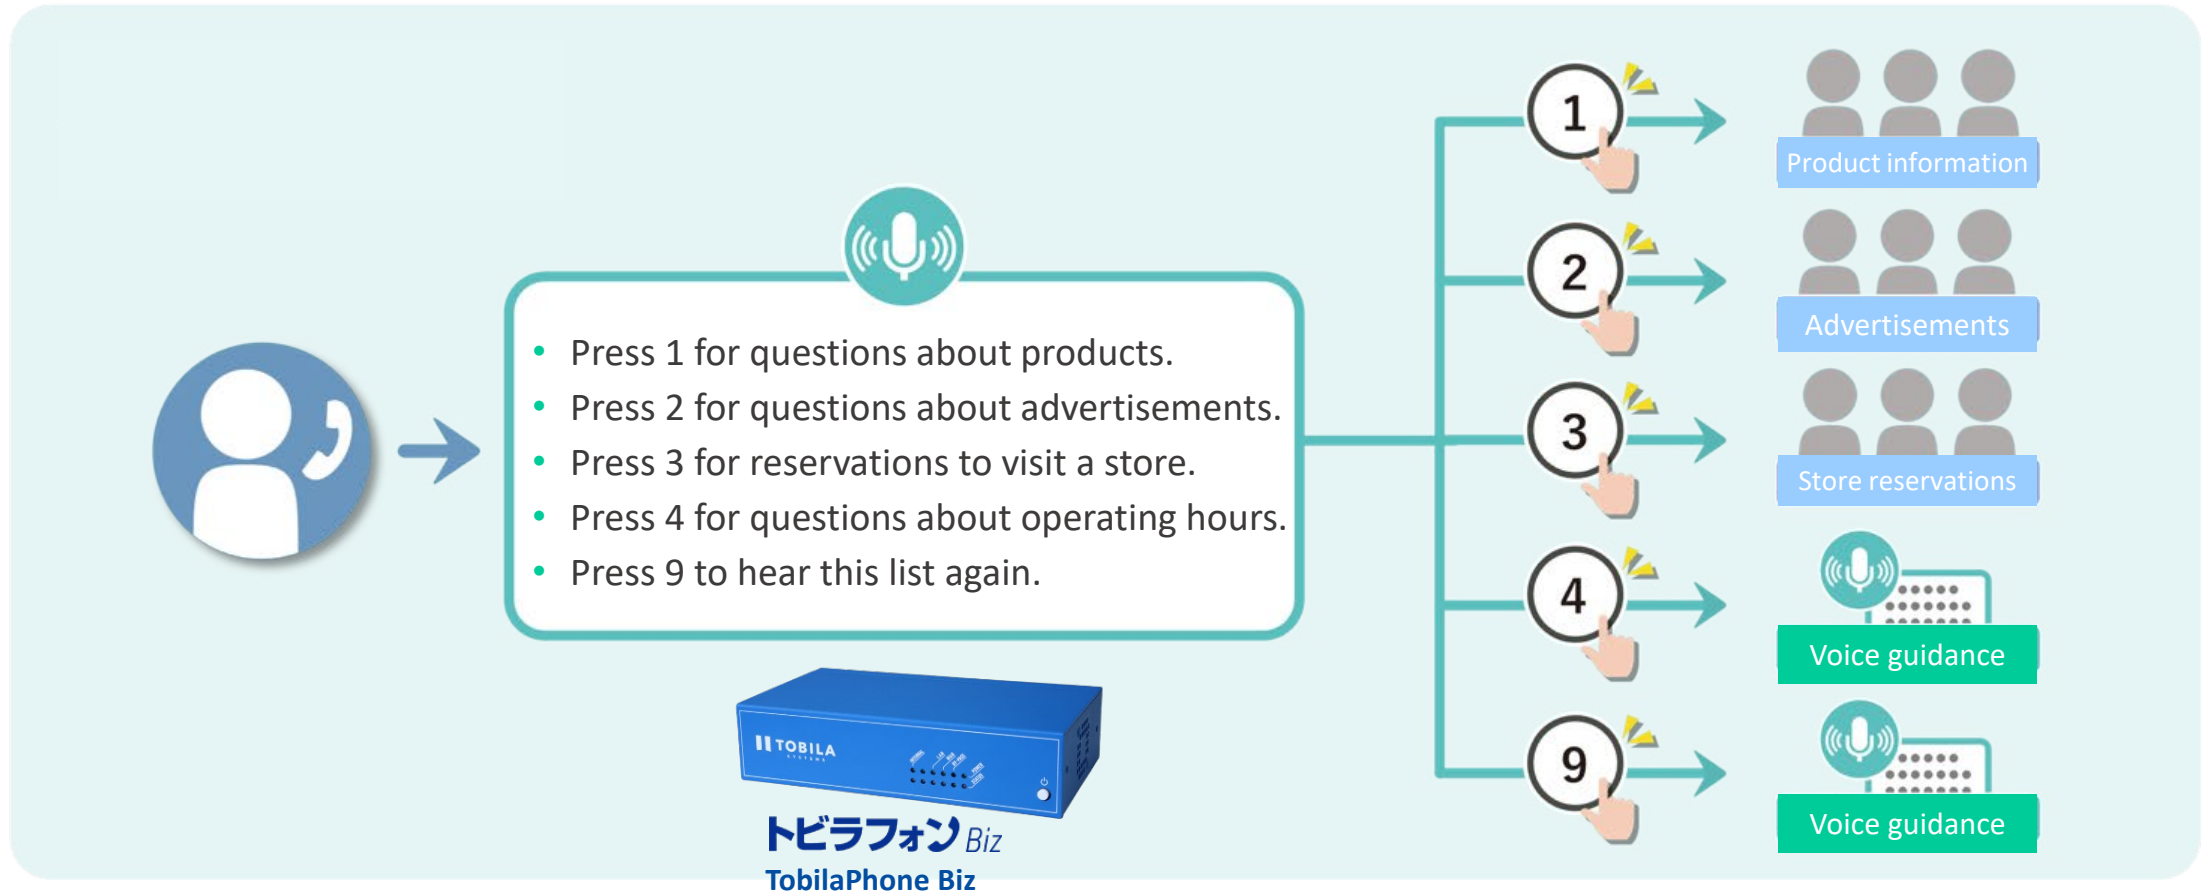 Press 1 for questions about products.
Press 2 for questions about advertisements.
Press 3 for reservations to visit a store.
Press 4 for questions about operating hours.
Press 9 to hear this list again.
1
Product information
2
Advertisements
3
Store reservations
4
Voice guidance
9
Voice guidance
TOBILA
SYSTEMS
トビラフォン Biz
TobilaPhone Biz